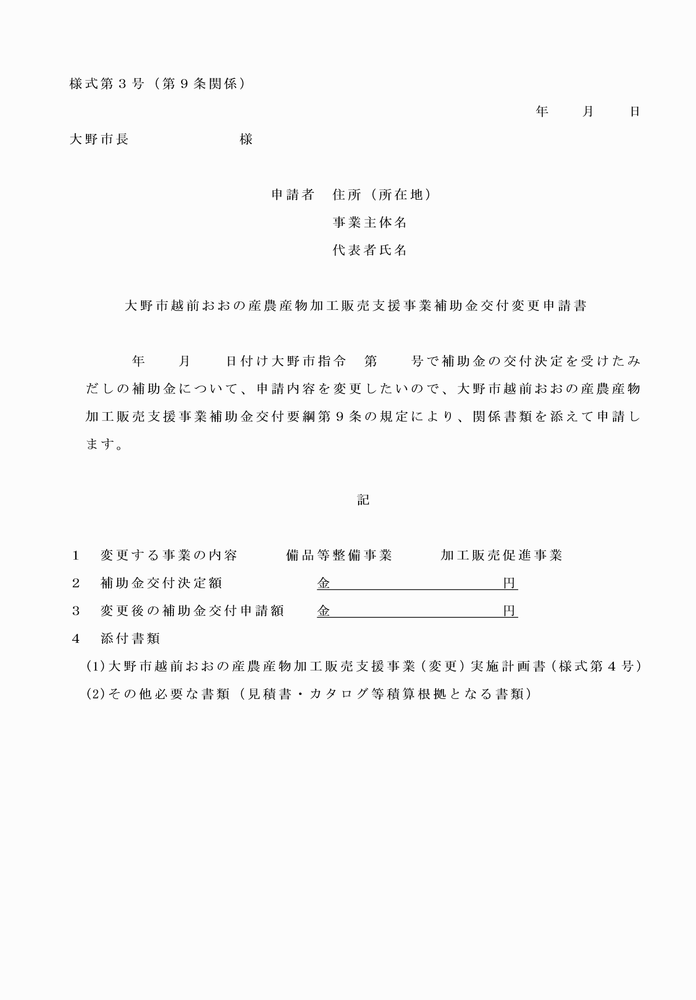 様式第３号（第９条関係）
年　　月　　日
大野市長　　　　　　　様
申請者　住所（所在地）
事業主体名
代表者氏名
大野市越前おおの産農産物加工販売支援事業補助金交付変更申請書
年　　月　　日付け大野市指令　第　　号で補助金の交付決定を受けたみ
だしの補助金について、申請内容を変更したいので、大野市越前おおの産農産物
加工販売支援事業補助金交付要綱第９条の規定により、関係書類を添えて申請し
ます。
記
１　変更する事業の内容　　　備品等整備事業　　　加工販売促進事業
２　補助金交付決定額　　　　　　金　　　　　　　　　　　円
３　変更後の補助金交付申請額　　金　　　　　　　　　　　円
４　添付書類
(1)大野市越前おおの産農産物加工販売支援事業（変更）実施計画書（様式第４号）
(2)その他必要な書類（見積書・カタログ等積算根拠となる書類）